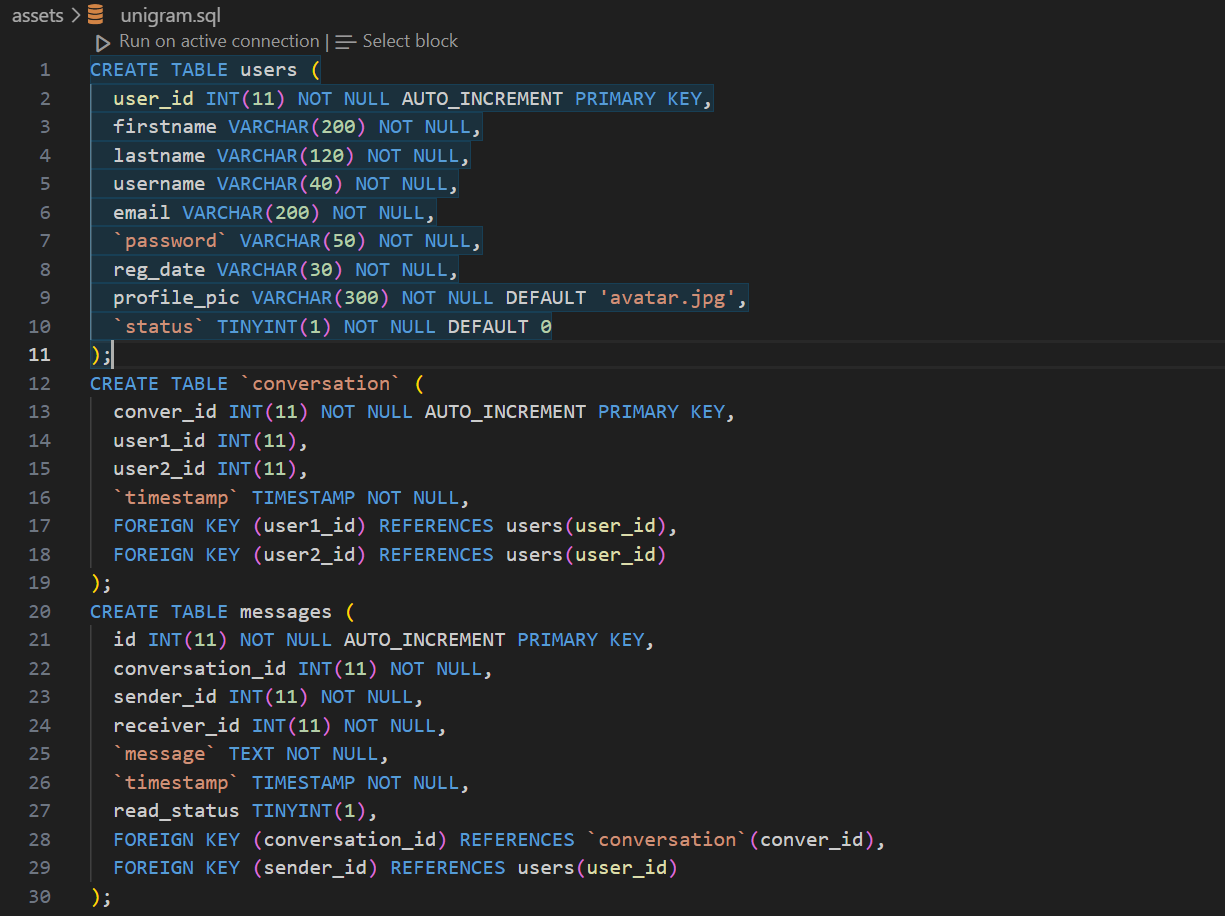 assets > unigram.sql
Run on active connection | Select block
1 CREATE TABLE users (
2 user_id INT(11) NOT NULL AUTO_INCREMENT PRIMARY KEY,
3 firstname VARCHAR(200) NOT NULL,
4 lastname VARCHAR(120) NOT NULL,
5 username VARCHAR(40) NOT NULL,
6 email VARCHAR(200) NOT NULL,
7 `password` VARCHAR(50) NOT NULL,
8 reg_date VARCHAR(30) NOT NULL,
9 profile_pic VARCHAR(300) NOT NULL DEFAULT 'avatar.jpg',
10 `status` TINYINT(1) NOT NULL DEFAULT 0
11 );
12 CREATE TABLE `conversation` (
13 conver_id INT(11) NOT NULL AUTO_INCREMENT PRIMARY KEY,
14 user1_id INT(11),
15 user2_id INT(11),
16 `timestamp` TIMESTAMP NOT NULL,
17 FOREIGN KEY (user1_id) REFERENCES users(user_id),
18 FOREIGN KEY (user2_id) REFERENCES users(user_id)
19 );
20 CREATE TABLE messages (
21 id INT(11) NOT NULL AUTO_INCREMENT PRIMARY KEY,
22 conversation_id INT(11) NOT NULL,
23 sender_id INT(11) NOT NULL,
24 receiver_id INT(11) NOT NULL,
25 `message` TEXT NOT NULL,
26 `timestamp` TIMESTAMP NOT NULL,
27 read_status TINYINT(1),
28 FOREIGN KEY (conversation_id) REFERENCES `conversation`(conver_id),
29 FOREIGN KEY (sender_id) REFERENCES users(user_id)
30 );